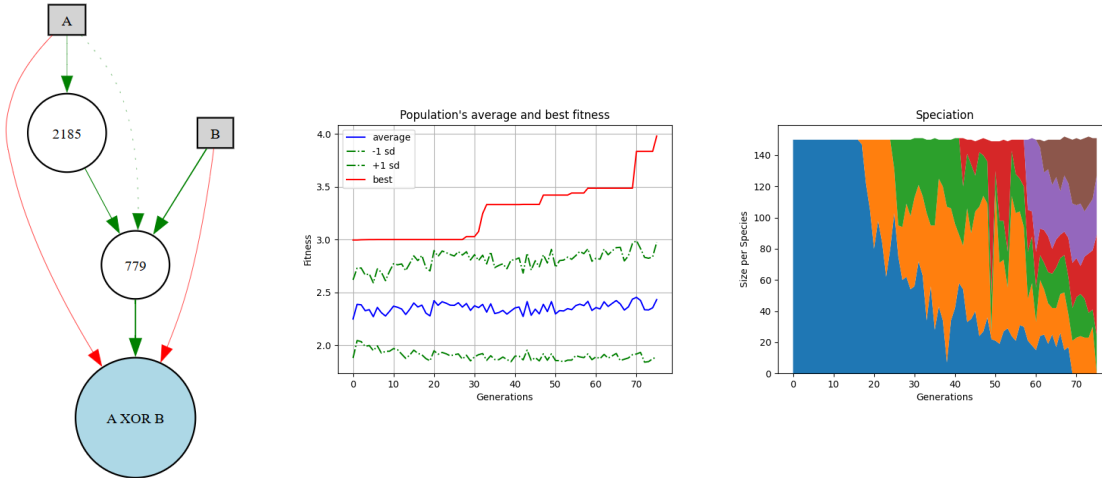 A
2185
B
779
A XOR B
Population's average and best fitness
average
-1 sd
+1 sd
best
Fitness
4.0
3.5
3.0
2.5
2.0
0 10 20 30 40 50 60 70
Generations
Speciation
Size per Species
140
120
100
80
60
40
20
0
0 10 20 30 40 50 60 70
Generations